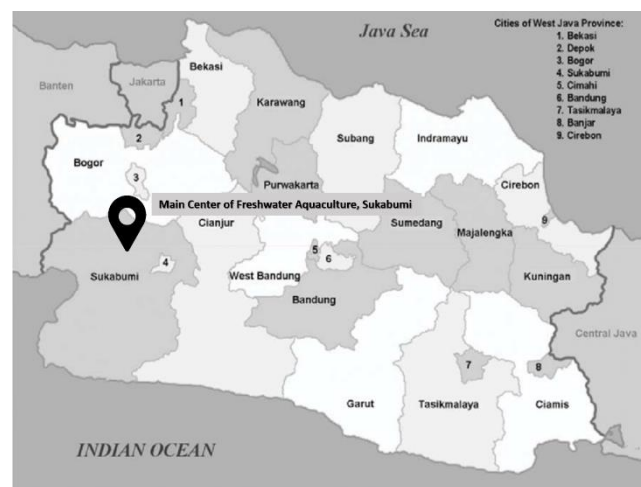 Java Sea
Cities of West Java Province:
1. Bekasi
2. Depok
3. Bogor
4. Sukabumi
5. Cimahi
6. Bandung
7. Tasikmalaya
8. Banjar
9. Cirebon
Banten
Jakarta
Bekasi
1
Karawang
2
Subang
Indramayu
Bogor
3
Purwakarta
Cirebon
Main Center of Freshwater Aquaculture, Sukabumi
Cianjur
Sumedang
Majalengka
9
Sukabumi
4
West Bandung
5
6
Kuningan
Bandung
Central Java
7
8
Garut
Tasikmalaya
Ciamis
INDIAN OCEAN